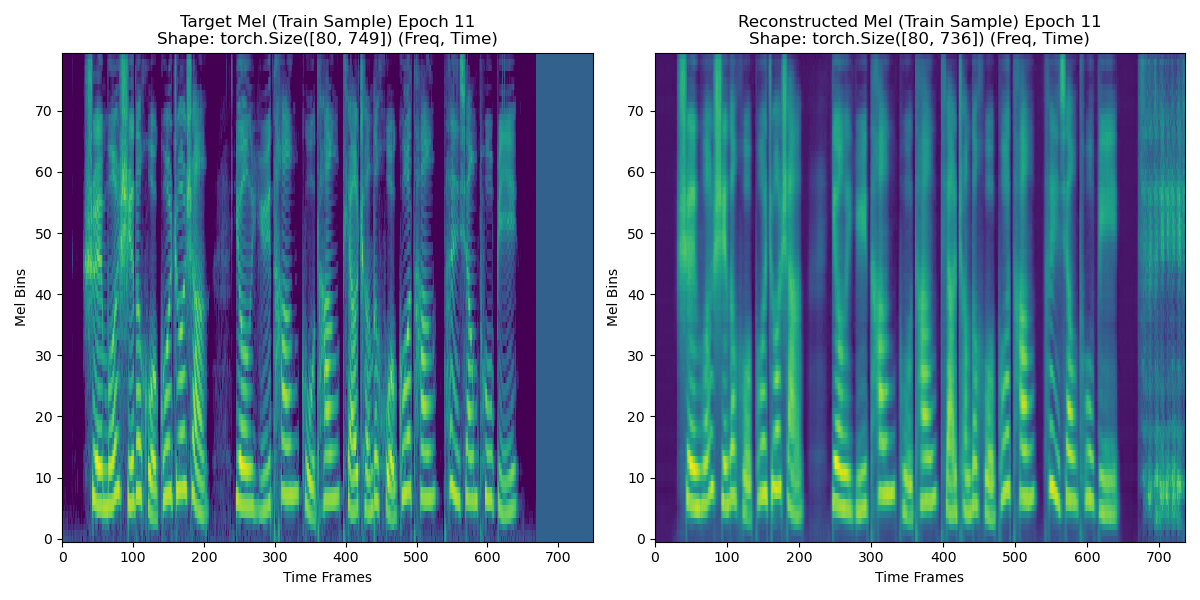 Target Mel (Train Sample) Epoch 11
Shape: torch.Size([80, 749]) (Freq, Time)
Mel Bins
70
60
50
40
30
20
10
0
0 100 200 300 400 500 600 700
Time Frames
Reconstructed Mel (Train Sample) Epoch 11
Shape: torch.Size([80, 736]) (Freq, Time)
Mel Bins
70
60
50
40
30
20
10
0
0 100 200 300 400 500 600 700
Time Frames